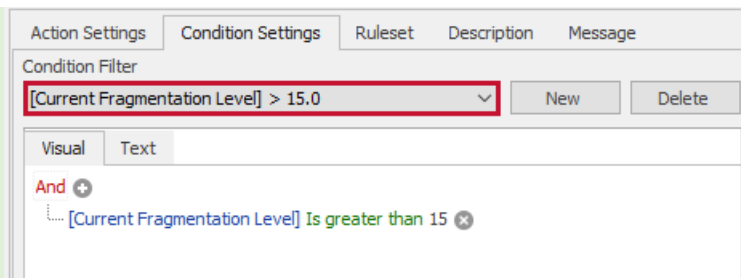 Action Settings Condition Settings Ruleset Description Message
Condition Filter
[Current Fragmentation Level] > 15.0 New Delete
Visual Text
And
[Current Fragmentation Level] Is greater than 15